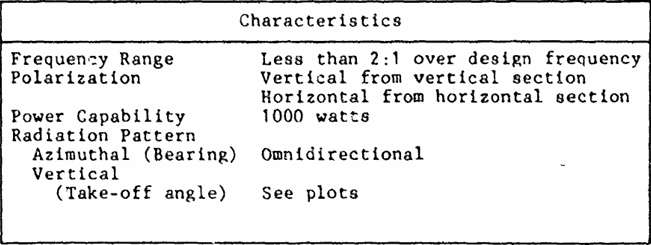 Characteristics
Frequency Range Less than 2:1 over design frequency
Polarization Vertical from vertical section
Horizontal from horizontal section
Power Capability 1000 watts
Radiation Pattern
Azimuthal (Bearing) Omnidirectional
Vertical
(Take-off angle) See plots